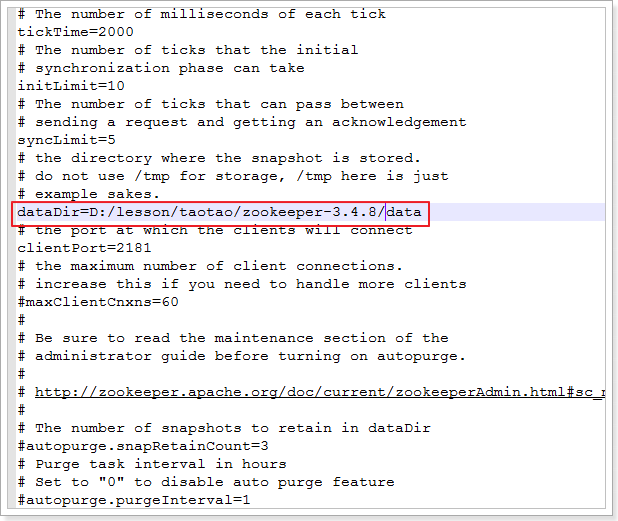 # The number of milliseconds of each tick
tickTime=2000
# The number of ticks that the initial
# synchronization phase can take
initLimit=10
# The number of ticks that can pass between
# sending a request and getting an acknowledgement
syncLimit=5
# the directory where the snapshot is stored.
# do not use /tmp for storage, /tmp here is just
# example sakes.
dataDir=D:/lesson/taotao/zookeeper-3.4.8/data
# the port at which the clients will connect
clientPort=2181
# the maximum number of client connections.
# increase this if you need to handle more clients
#maxClientCnxns=60
#
# Be sure to read the maintenance section of the
# administrator guide before turning on autopurge.
#
# http://zookeeper.apache.org/doc/current/zookeeperAdmin.html#sc_
#
# The number of snapshots to retain in dataDir
#autopurge.snapRetainCount=3
# Purge task interval in hours
# Set to "0" to disable auto purge feature
#autopurge.purgeInterval=1